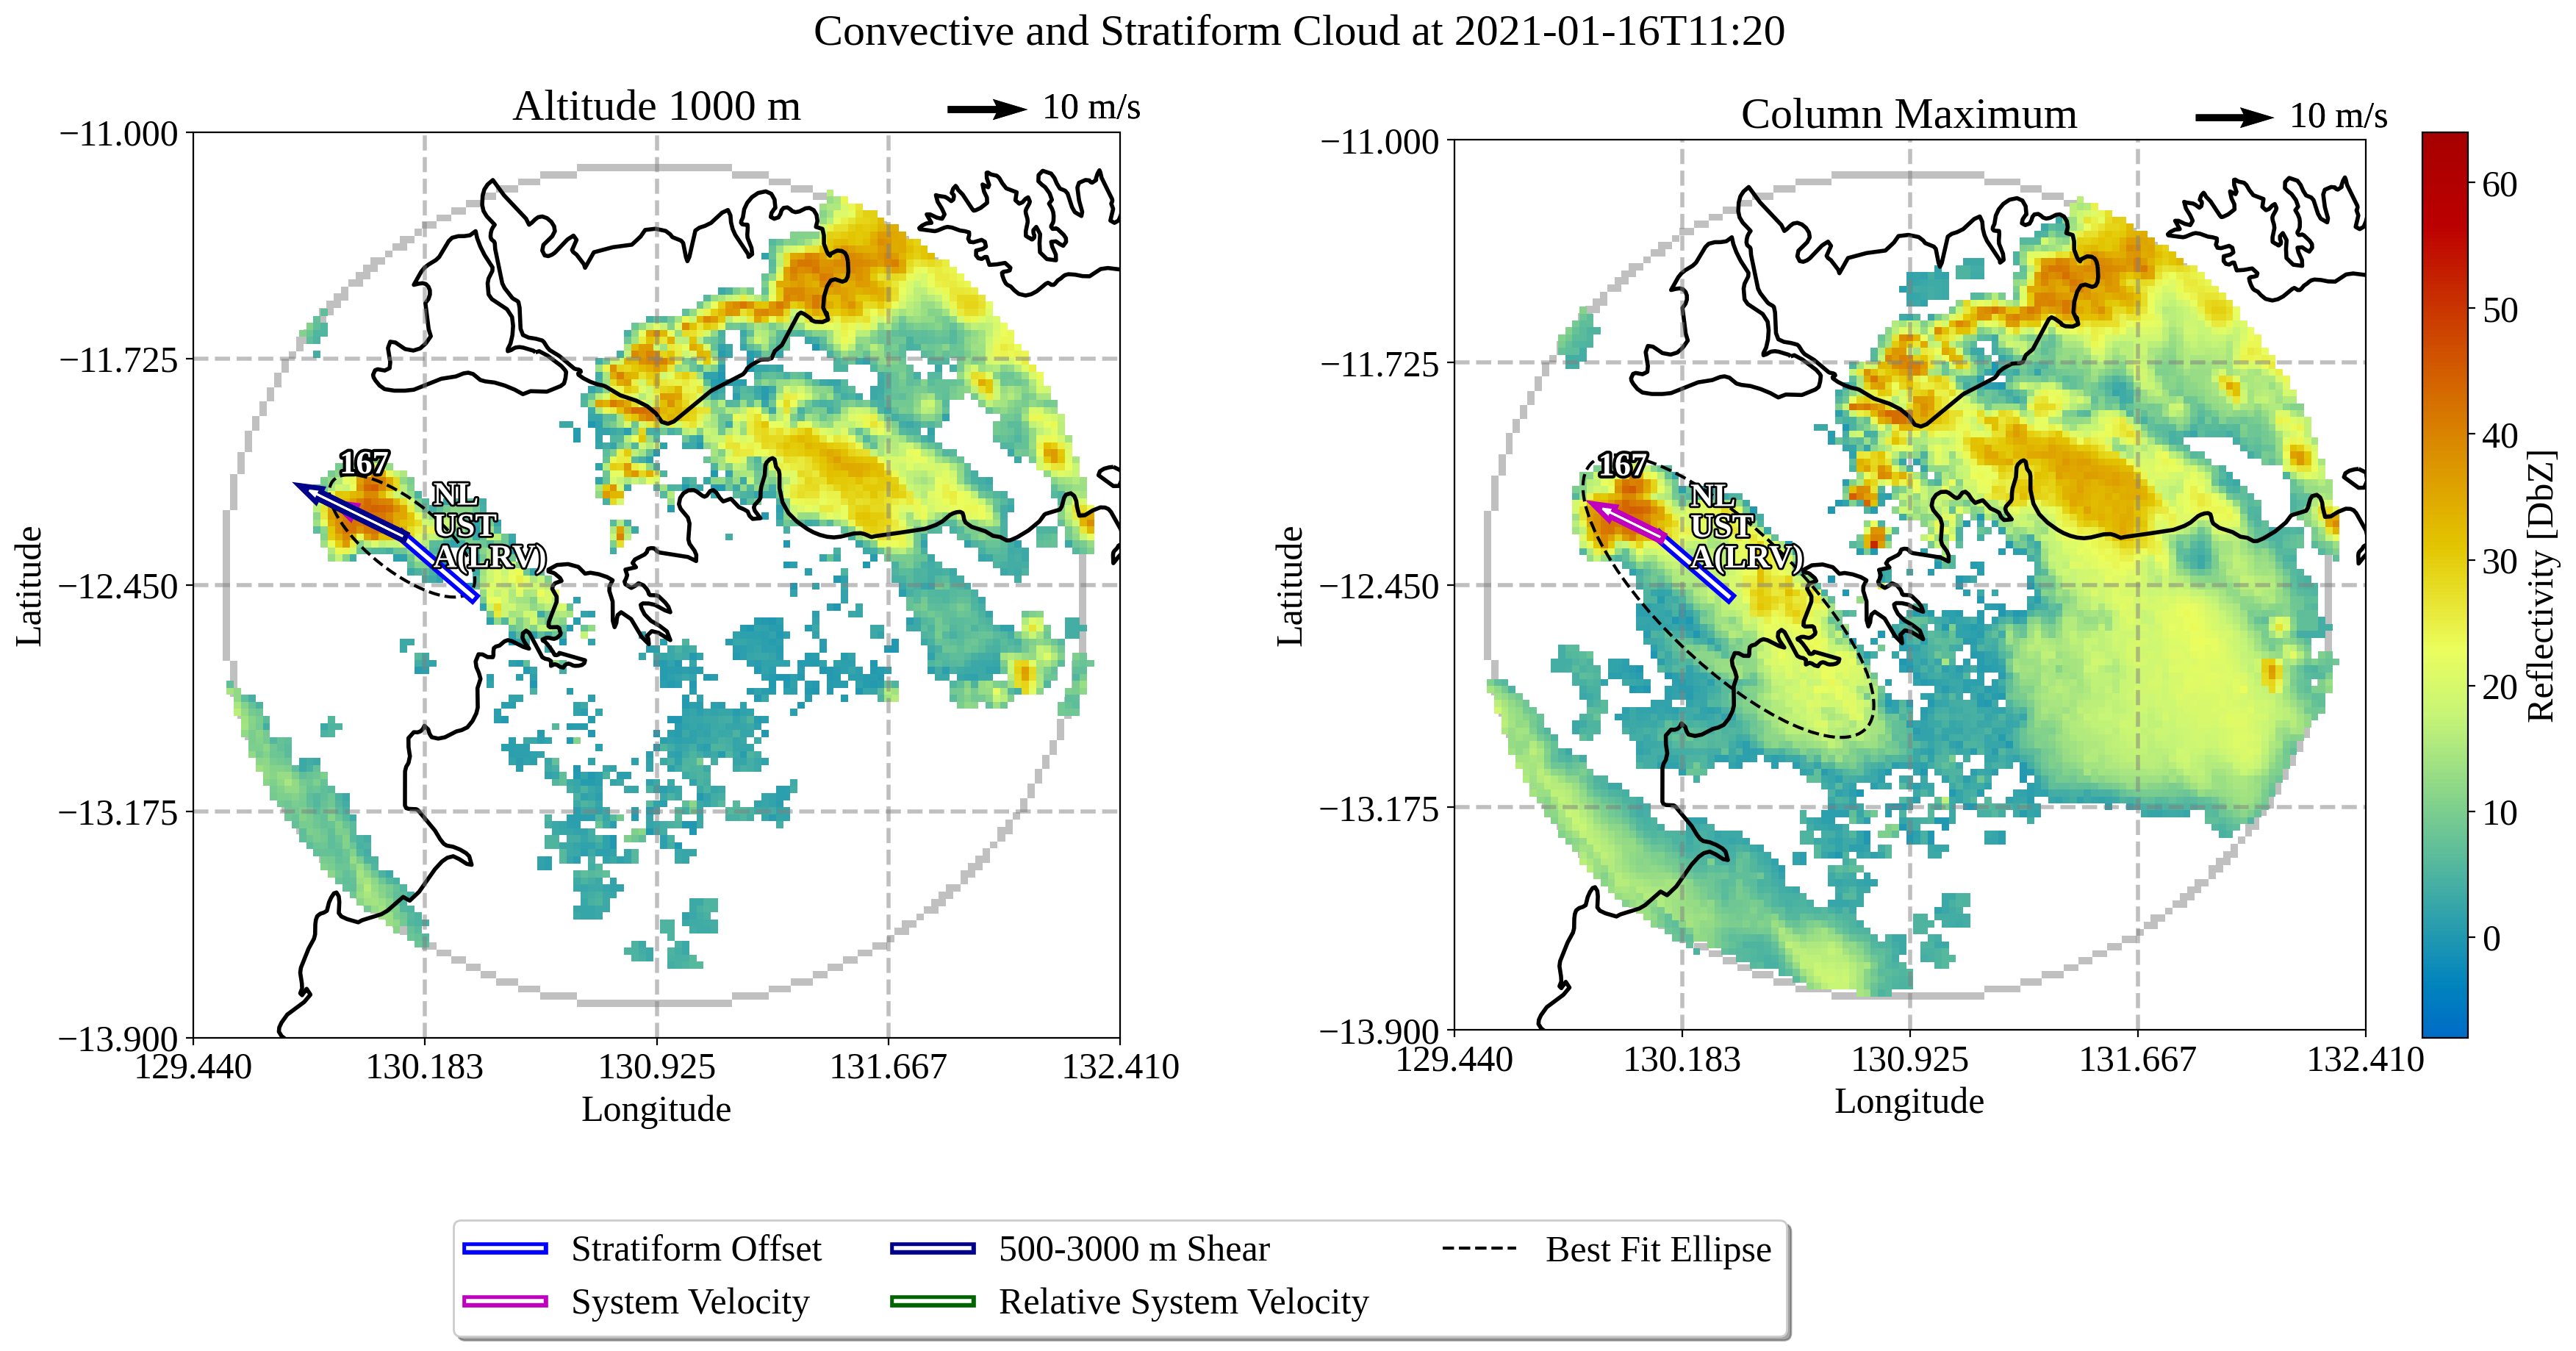 Convective and Stratiform Cloud at 2021-01-16T11:20
Altitude 1000 m
10 m/s
−11.000
−11.725
−12.450
−13.175
−13.900
Latitude
129.440
130.183
130.925
131.667
132.410
Longitude
167
NL
UST
A(LRV)
Column Maximum
10 m/s
−11.000
−11.725
−12.450
−13.175
−13.900
Latitude
129.440
130.183
130.925
131.667
132.410
Longitude
167
NL
UST
A(LRV)
60
50
40
30
20
10
0
Reflectivity [DbZ]
Stratiform Offset
System Velocity
500-3000 m Shear
Relative System Velocity
Best Fit Ellipse